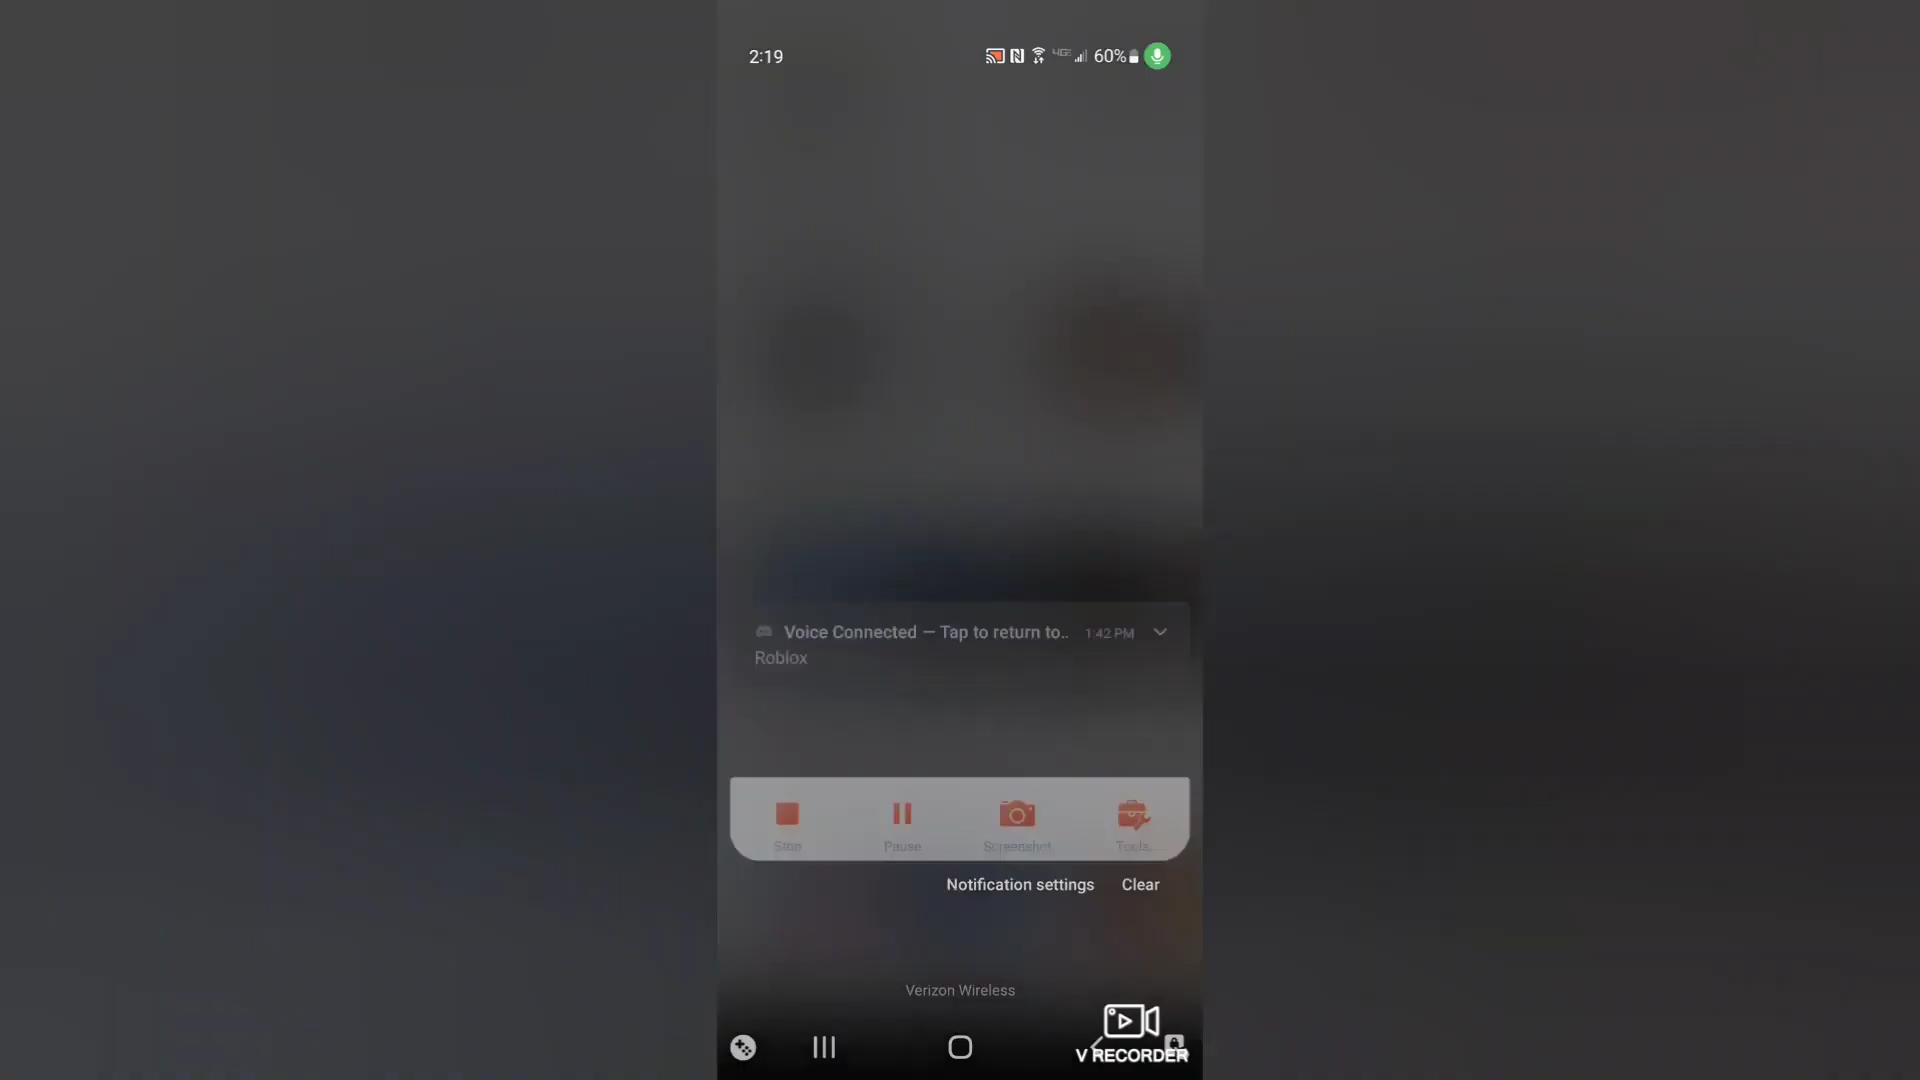 2:19
4GE 60%
Voice Connected — Tap to return to.. 1:42 PM
Roblox
Stop Pause Screenshot Tools...
Notification settings Clear
Verizon Wireless
V RECORDER